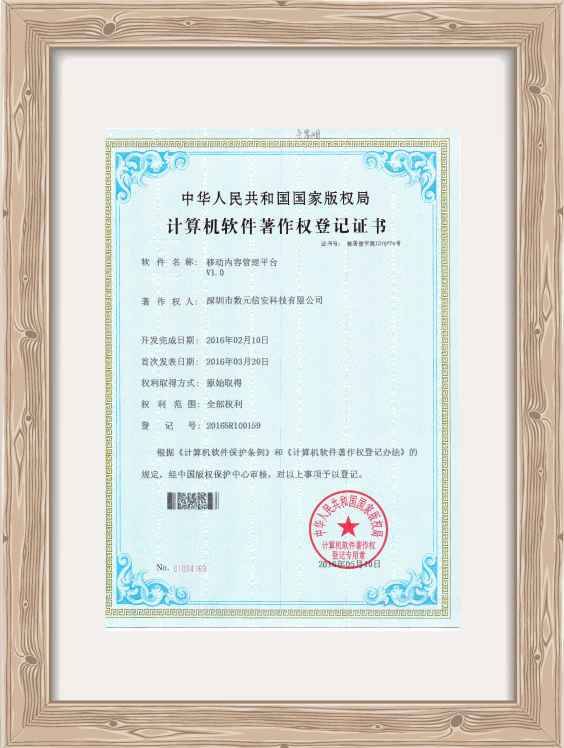 中华人民共和国国家版权局
计算机软件著作权登记证书
证书号： 软著登字第1278776号
软件名称： 移动内容管理平台
V1.0
著作权人： 深圳市数元信安科技有限公司
开发完成日期： 2016年02月10日
首次发表日期： 2016年03月20日
权利取得方式： 原始取得
权利范围： 全部权利
登记号： 2016SR100159
根据《计算机软件保护条例》和《计算机软件著作权登记办法》的
规定，经中国版权保护中心审核，对以上事项予以登记。
中华人民共和国国家版权局
计算机软件著作权
登记专用章
No. 01034163
2016年05月10日